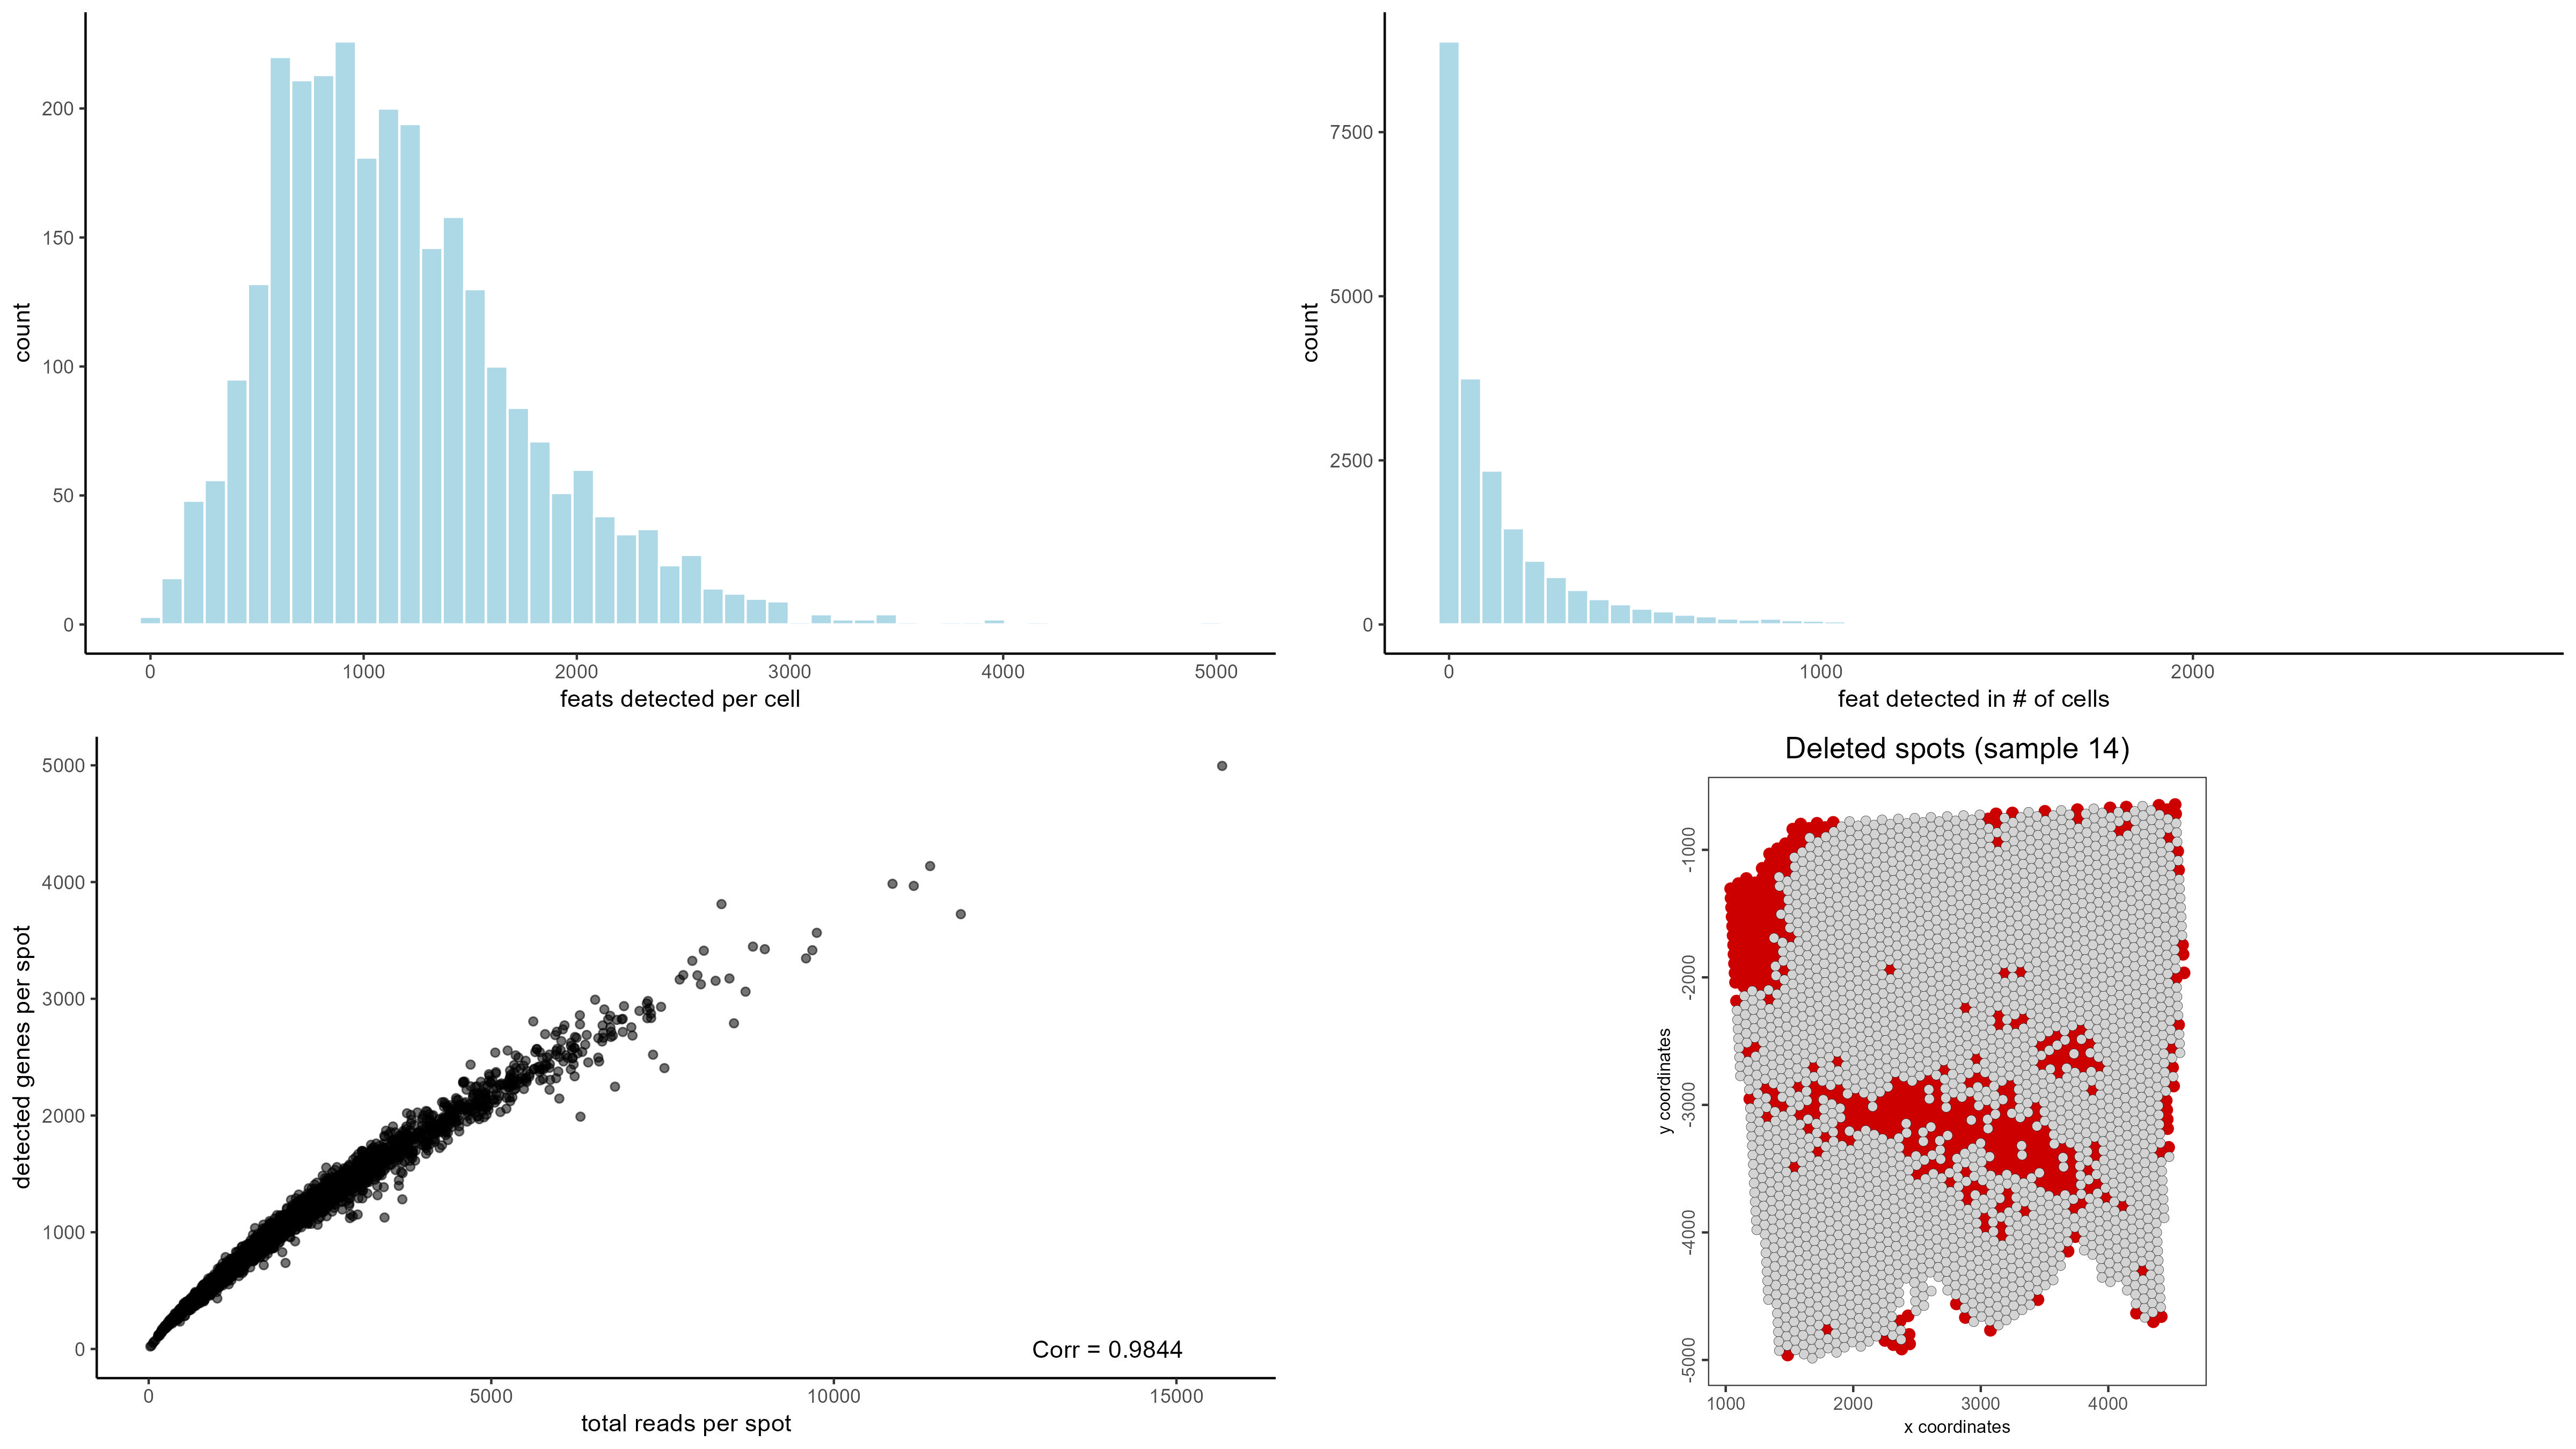 200
150
100
50
0
count
0 1000 2000 3000 4000 5000
feats detected per cell
7500
5000
2500
0
count
0 1000 2000
feat detected in # of cells
5000
4000
3000
2000
1000
0
detected genes per spot
Corr = 0.9844
0 5000 10000 15000
total reads per spot
Deleted spots (sample 14)
-1000
-2000
-3000
-4000
-5000
y coordinates
1000 2000 3000 4000
x coordinates